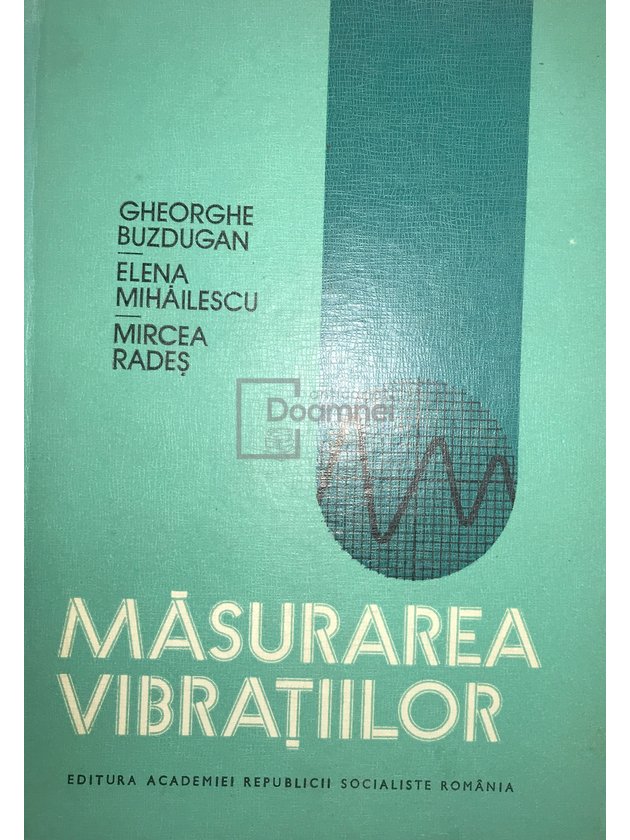 GHEORGHE
BUZDUGAN
ELENA
MIHĂILESCU
MIRCEA
RADEȘ
Doamnei
MĂSURAREA
VIBRAȚIILOR
EDITURA ACADEMIEI REPUBLICII SOCIALISTE ROMÂNIA